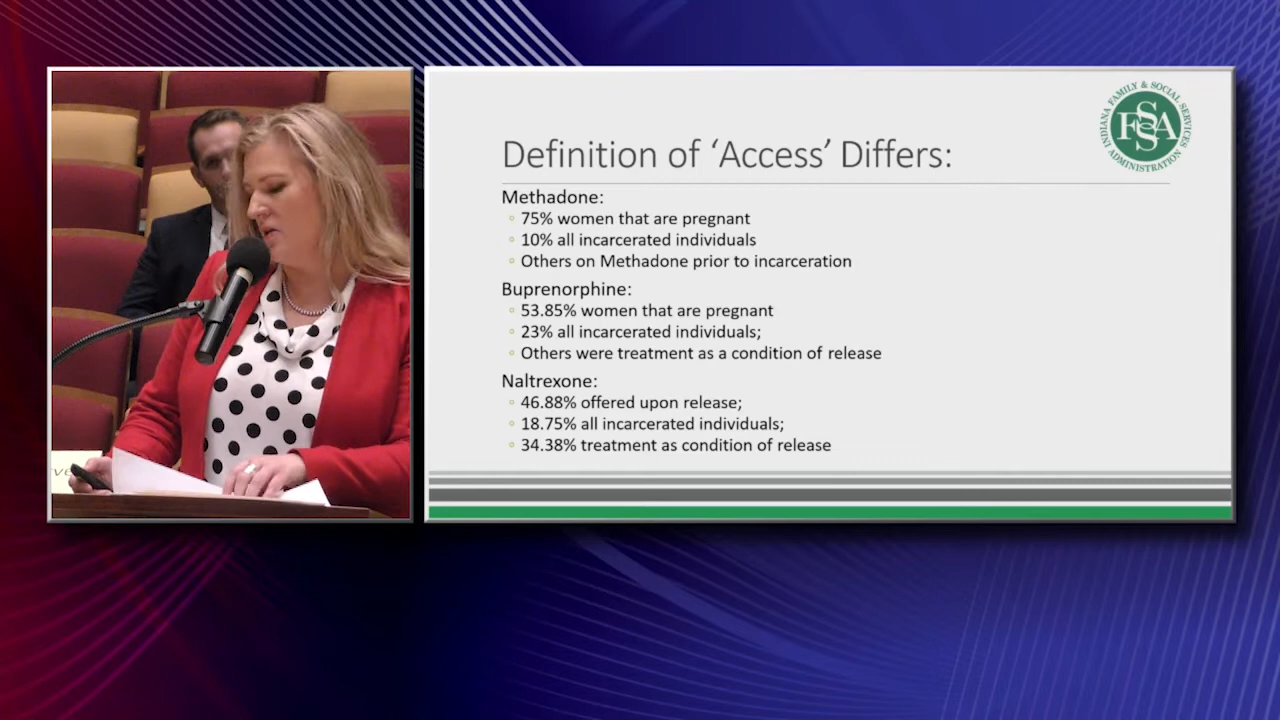 INDIANA FAMILY & SOCIAL SERVICES ADMINISTRATION
FSSA
Definition of ‘Access’ Differs:
Methadone:
◦ 75% women that are pregnant
◦ 10% all incarcerated individuals
◦ Others on Methadone prior to incarceration
Buprenorphine:
◦ 53.85% women that are pregnant
◦ 23% all incarcerated individuals;
◦ Others were treatment as a condition of release
Naltrexone:
◦ 46.88% offered upon release;
◦ 18.75% all incarcerated individuals;
◦ 34.38% treatment as condition of release